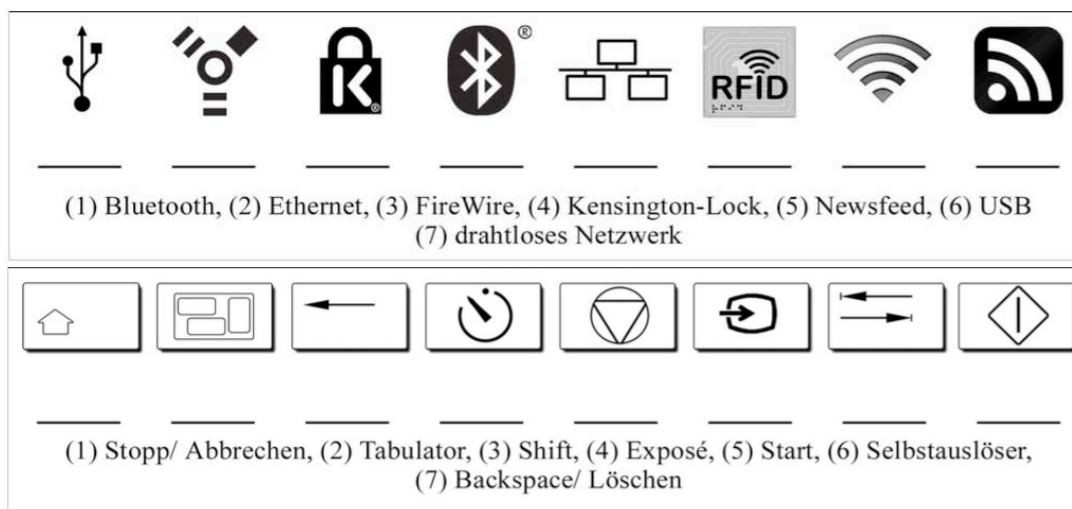 ®
K®
RFID
(1) Bluetooth, (2) Ethernet, (3) FireWire, (4) Kensington-Lock, (5) Newsfeed, (6) USB
(7) drahtloses Netzwerk
(1) Stopp/ Abbrechen, (2) Tabulator, (3) Shift, (4) Exposé, (5) Start, (6) Selbstauslöser,
(7) Backspace/ Löschen